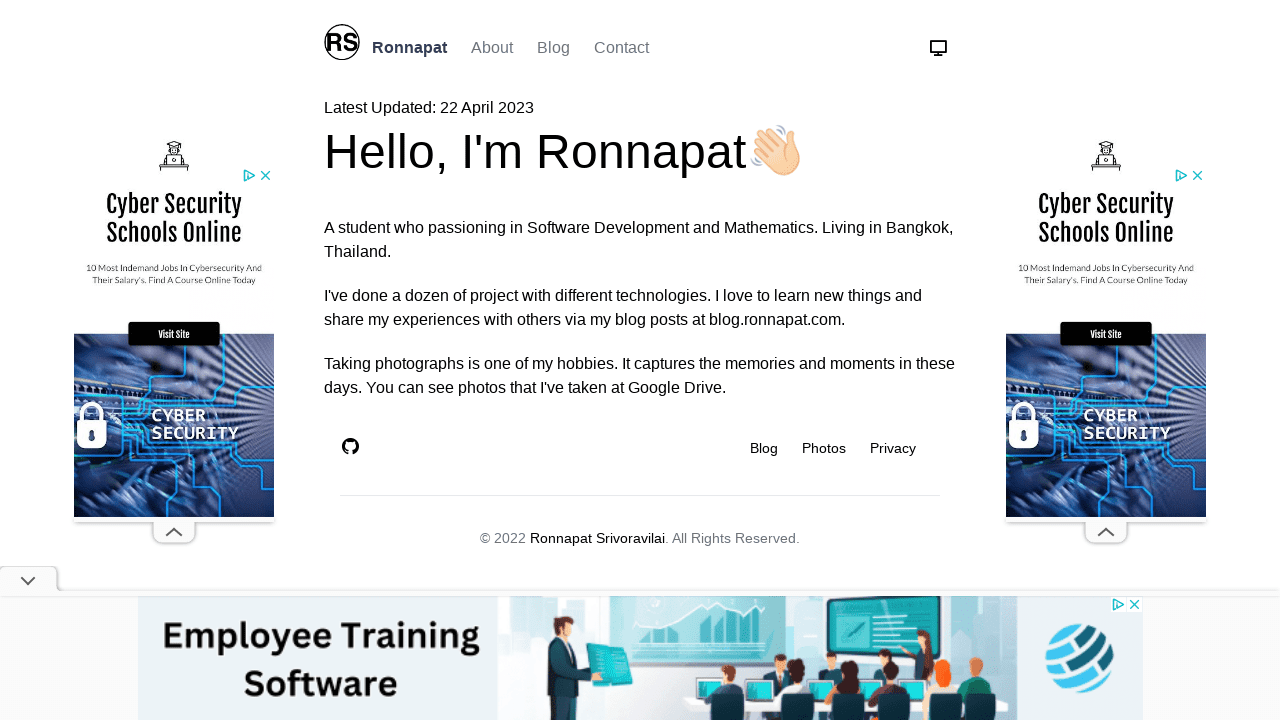 RS Ronnapat About Blog Contact
Latest Updated: 22 April 2023
Hello, I'm Ronnapat
A student who passioning in Software Development and Mathematics. Living in Bangkok,
Thailand.
I've done a dozen of project with different technologies. I love to learn new things and
share my experiences with others via my blog posts at blog.ronnapat.com.
Taking photographs is one of my hobbies. It captures the memories and moments in these
days. You can see photos that I've taken at Google Drive.
Blog Photos Privacy
© 2022 Ronnapat Srivoravilai. All Rights Reserved.
Cyber Security
Schools Online
10 Most Indemand Jobs In Cybersecurity And
Their Salary's. Find A Course Online Today
Visit Site
CYBER
SECURITY
Cyber Security
Schools Online
10 Most Indemand Jobs In Cybersecurity And
Their Salary's. Find A Course Online Today
Visit Site
CYBER
SECURITY
Employee Training
Software